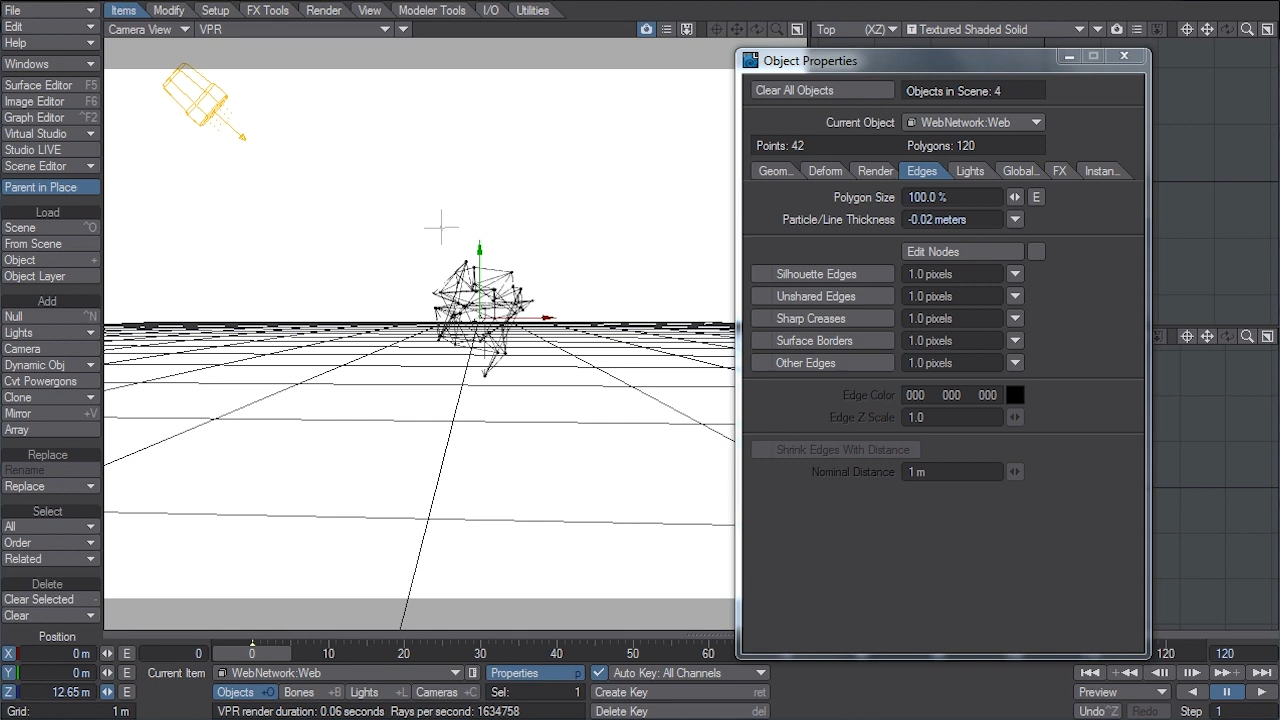 File
Items Modify Setup FX Tools Render View Modeler Tools I/O Utilities
Edit
Camera View VPR Top (XZ) Textured Shaded Solid
Help
Windows
Surface Editor F5
Image Editor F6
Graph Editor ^F2
Virtual Studio
Studio LIVE
Scene Editor
Parent in Place
Load
Scene ^O
From Scene
Object +
Object Layer
Add
Null ^N
Lights
Camera
Dynamic Obj
Cvt Powergons
Clone
Mirror +V
Array
Replace
Rename
Replace
Select
All
Order
Related
Delete
Clear Selected -
Clear
Position
Object Properties
Clear All Objects Objects in Scene: 4
Current Object WebNetwork:Web
Points: 42 Polygons: 120
Geom... Deform Render Edges Lights Global... FX Instan...
Polygon Size 100.0 % E
Particle/Line Thickness -0.02 meters
Edit Nodes
Silhouette Edges 1.0 pixels
Unshared Edges 1.0 pixels
Sharp Creases 1.0 pixels
Surface Borders 1.0 pixels
Other Edges 1.0 pixels
Edge Color 000 000 000
Edge Z Scale 1.0
Shrink Edges With Distance
Nominal Distance 1 m
X 0 m E 0 0 10 20 30 40 50 60 120 120
Y 0 m E Current Item WebNetwork:Web Properties p Auto Key: All Channels
Z 12.65 m E Objects +O Bones +B Lights +L Cameras +C Sel: 1 Create Key ret Preview
Grid: 1 m VPR render duration: 0.06 seconds Rays per second: 1634758 Delete Key del Undo ^Z Redo Step 1